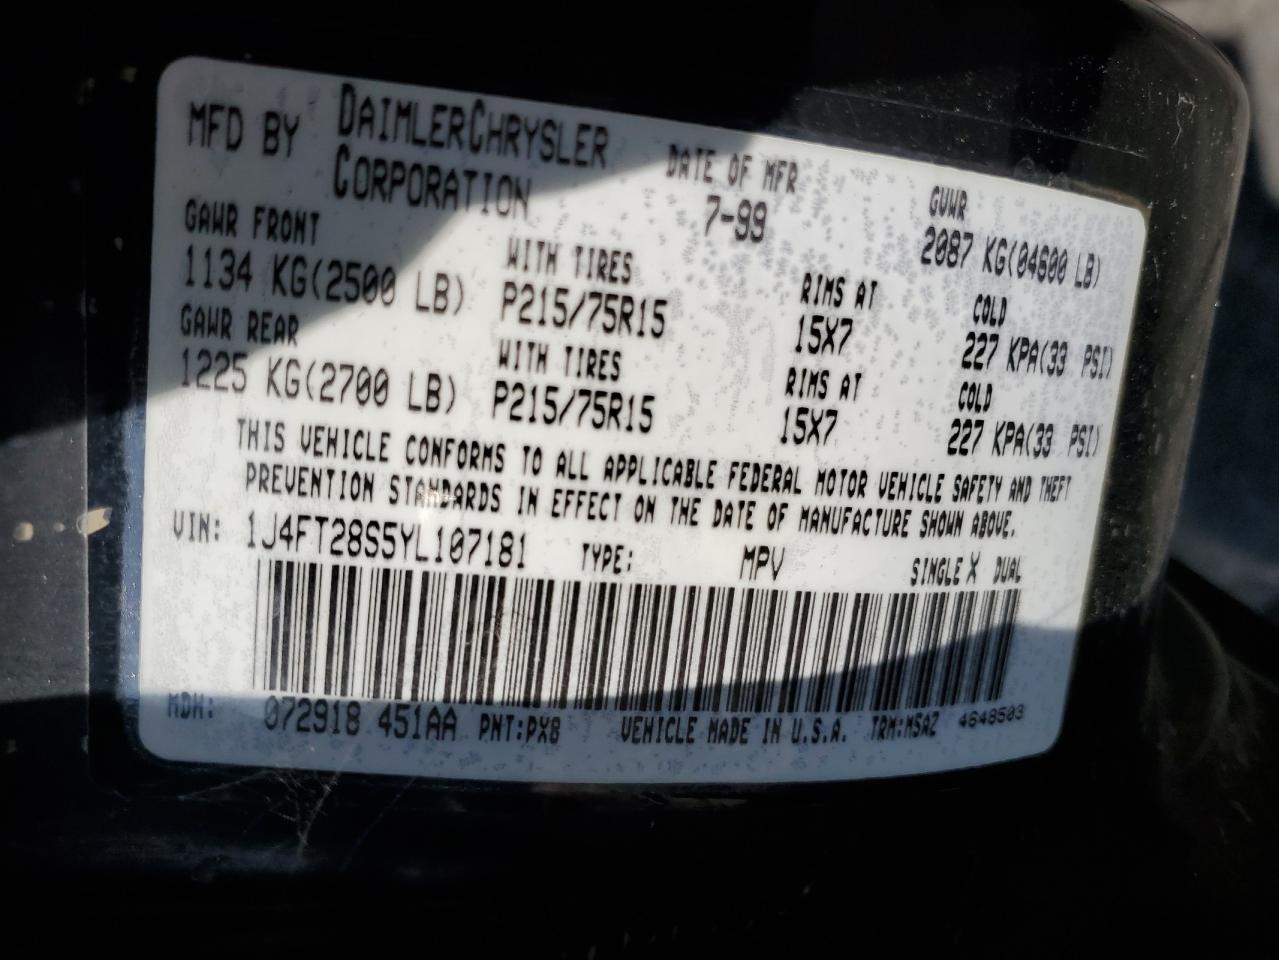 MFD BY DAIMLERCHRYSLER CORPORATION DATE OF MFR 7-99 GVWR 2087 KG(04600 LB)
GAWR FRONT 1134 KG(2500 LB) WITH TIRES P215/75R15 RIMS AT 15X7 COLD 227 KPA(33 PSI)
GAWR REAR 1225 KG(2700 LB) WITH TIRES P215/75R15 RIMS AT 15X7 COLD 227 KPA(33 PSI)
THIS VEHICLE CONFORMS TO ALL APPLICABLE FEDERAL MOTOR VEHICLE SAFETY AND THEFT
PREVENTION STANDARDS IN EFFECT ON THE DATE OF MANUFACTURE SHOWN ABOVE.
VIN: 1J4FT28S5YL107181 TYPE: MPV SINGLE X DUAL
MDH: 072918 451AA PNT:PX8 VEHICLE MADE IN U.S.A. TRM:MSAZ 4648503